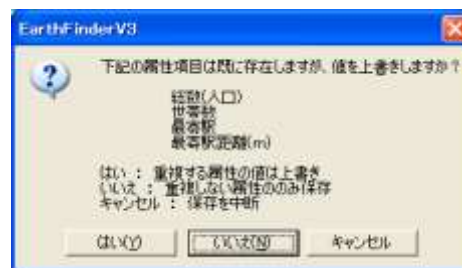 EarthFinderV3
下記の属性項目は既に存在しますが、値を上書きしますか？
総数(人口)
世帯数
最寄駅
最寄駅距離(m)
はい : 重複する属性の値は上書き
いいえ : 重複しない属性ののみ保存
キャンセル : 保存を中断
はい(Y)
いいえ(N)
キャンセル